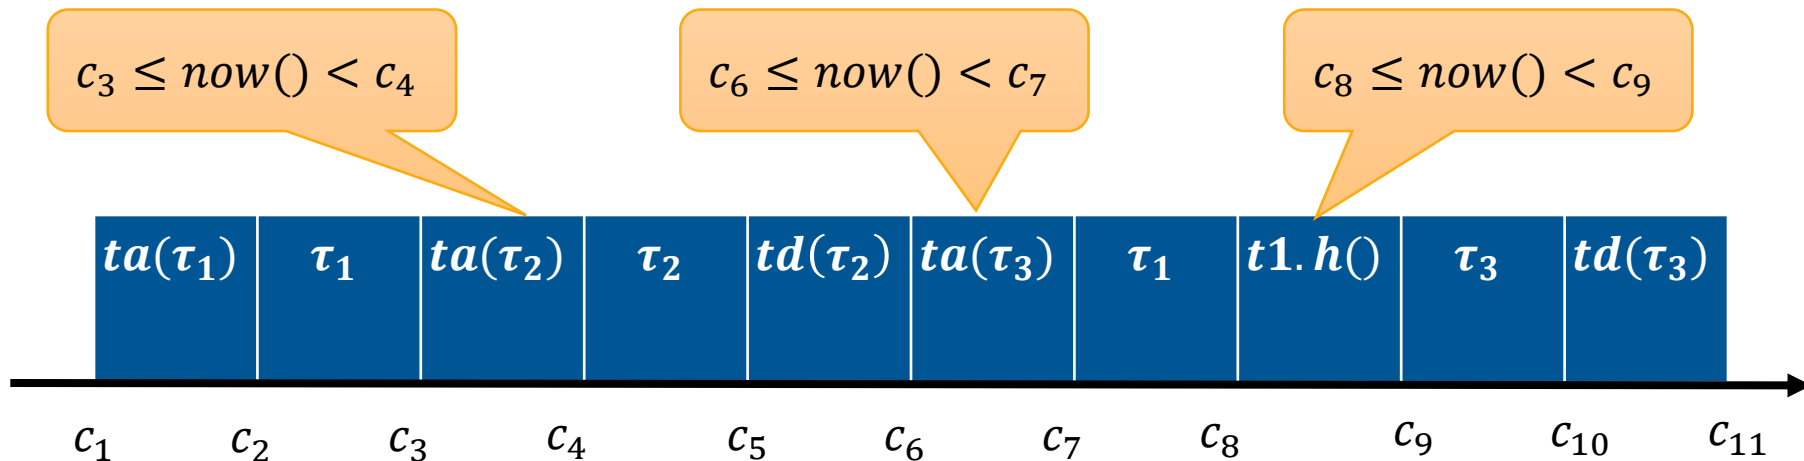 c₃ ≤ now() < c₄
c₆ ≤ now() < c₇
c₈ ≤ now() < c₉
ta(τ₁) τ₁ ta(τ₂) τ₂ td(τ₂) ta(τ₃) τ₁ t1.h() τ₃ td(τ₃)
c₁ c₂ c₃ c₄ c₅ c₆ c₇ c₈ c₉ c₁₀ c₁₁